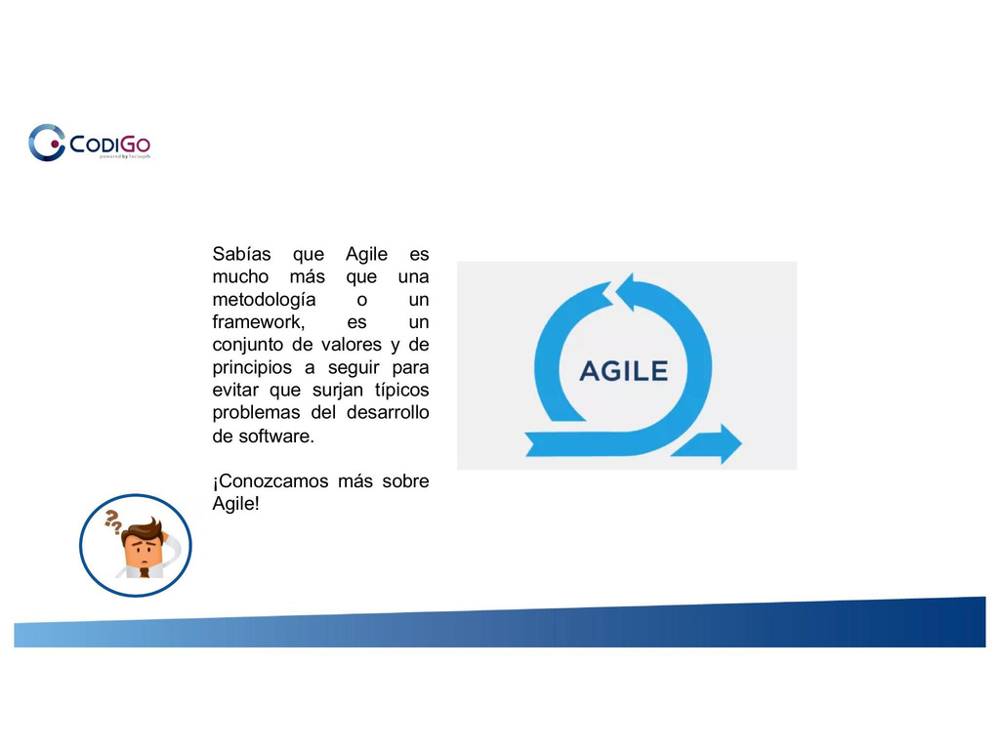 CODIGO
powered by Tecsup
Sabías que Agile es
mucho más que una
metodología o un
framework, es un
conjunto de valores y de
principios a seguir para
evitar que surjan típicos
problemas del desarrollo
de software.
¡Conozcamos más sobre
Agile!
AGILE
??